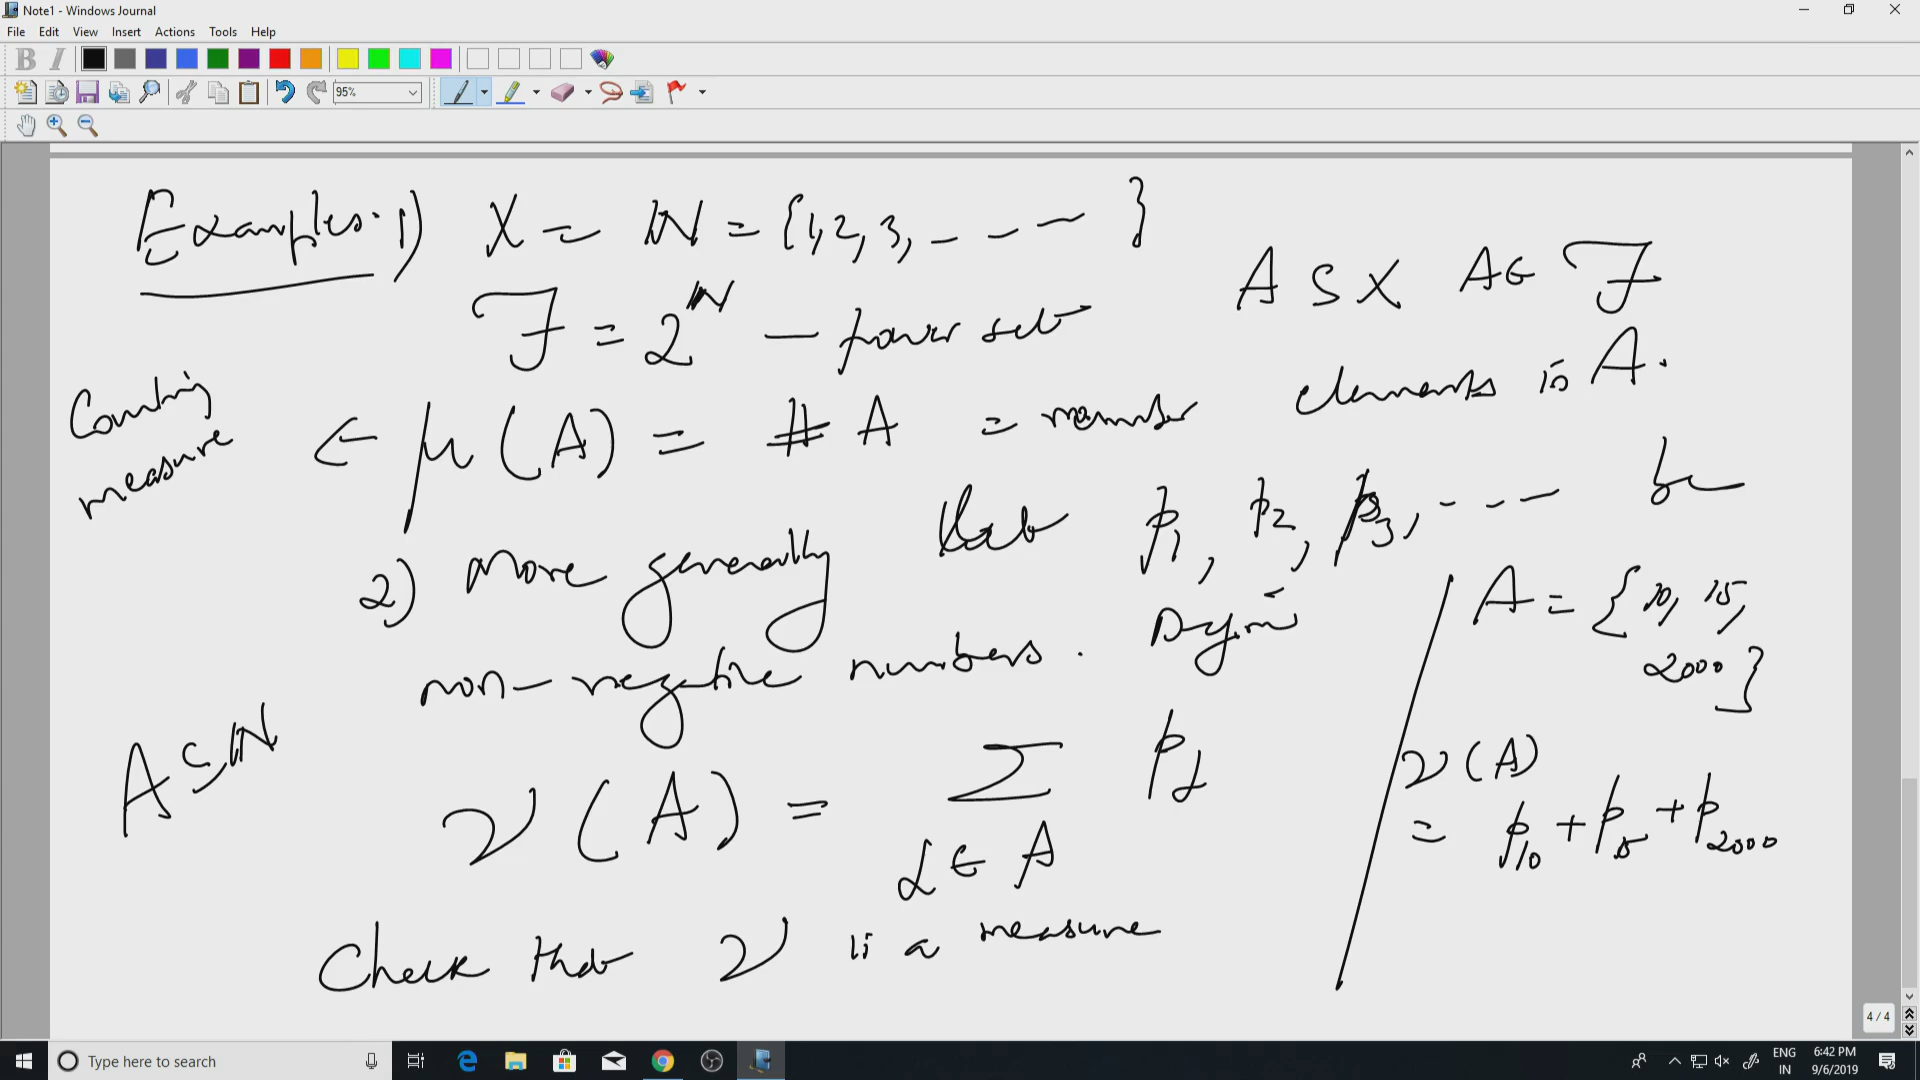 Note1 - Windows Journal
File Edit View Insert Actions Tools Help
95%
Examples: 1) X = ℕ = {1, 2, 3, - - - }
A ⊆ X A ∈ ℱ
ℱ = 2^ℕ — power set
Counting measure ← μ(A) = # A = number elements in A.
2) More generally let p₁, p₂, p₃, - - - be
non-negative numbers. Define
A ⊆ ℕ
ν(A) = Σ_{j ∈ A} p_j
A = {10, 15, 2000}
ν(A)
= p₁₀ + p₁₅ + p₂₀₀₀
Check that ν is a measure
4 / 4
Type here to search
ENG
IN
6:42 PM
9/6/2019